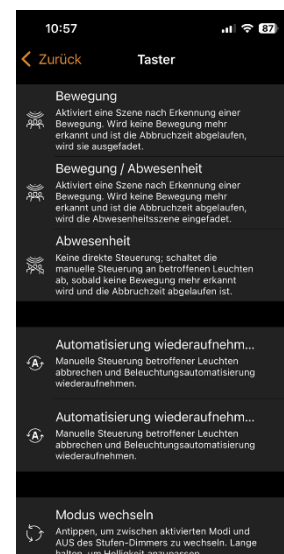 10:57
87
Zurück
Taster
Bewegung
Aktiviert eine Szene nach Erkennung einer
Bewegung. Wird keine Bewegung mehr
erkannt und ist die Abbruchzeit abgelaufen,
wird sie ausgefadet.
Bewegung / Abwesenheit
Aktiviert eine Szene nach Erkennung einer
Bewegung. Wird keine Bewegung mehr
erkannt und ist die Abbruchzeit abgelaufen,
wird die Abwesenheitsszene eingefadet.
Abwesenheit
Keine direkte Steuerung; schaltet die
manuelle Steuerung an betroffenen Leuchten
ab, sobald keine Bewegung mehr erkannt
wird und die Abbruchzeit abgelaufen ist.
Automatisierung wiederaufnehm...
Manuelle Steuerung betroffener Leuchten
abbrechen und Beleuchtungsautomatisierung
wiederaufnehmen.
Automatisierung wiederaufnehm...
Manuelle Steuerung betroffener Leuchten
abbrechen und Beleuchtungsautomatisierung
wiederaufnehmen.
Modus wechseln
Antippen, um zwischen aktivierten Modi und
AUS des Stufen-Dimmers zu wechseln. Lange
halten, um Helligkeit anzupassen.